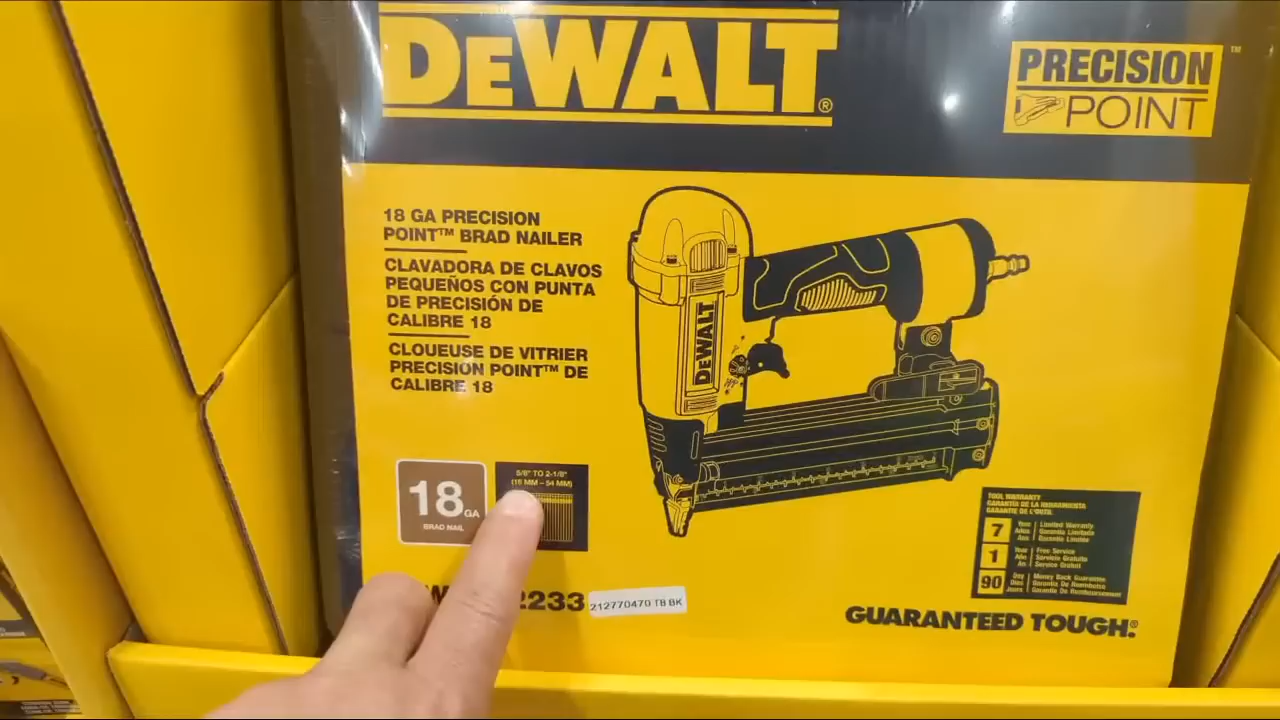 DEWALT®
PRECISION™
POINT
18 GA PRECISION
POINT™ BRAD NAILER
CLAVADORA DE CLAVOS
PEQUEÑOS CON PUNTA
DE PRECISIÓN DE
CALIBRE 18
CLOUEUSE DE VITRIER
PRECISION POINT™ DE
CALIBRE 18
DEWALT
18 GA
BRAD NAIL
5/8" TO 2-1/8"
(16 MM – 54 MM)
2233
212770470 TB BK
TOOL WARRANTY
GARANTÍA DE LA HERRAMIENTA
GARANTIE DE L'OUTIL
7
Year | Limited Warranty
Años | Garantía Limitada
Ans | Garantie Limitée
1
Year | Free Service
Año | Servicio Gratuito
An | Service Gratuit
90
Day | Money Back Guarantee
Días | Garantía De Reembolso
Jours | Garantie De Remboursement
GUARANTEED TOUGH.®